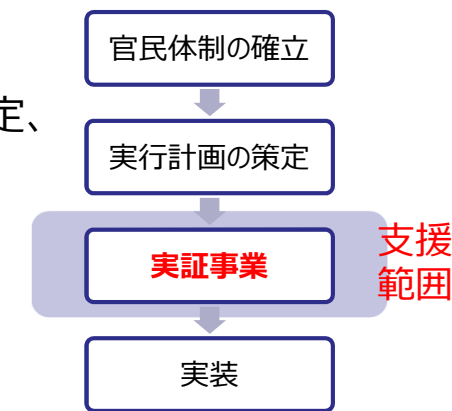 官民体制の確立
定、
実行計画の策定
実証事業
支援
範囲
実装